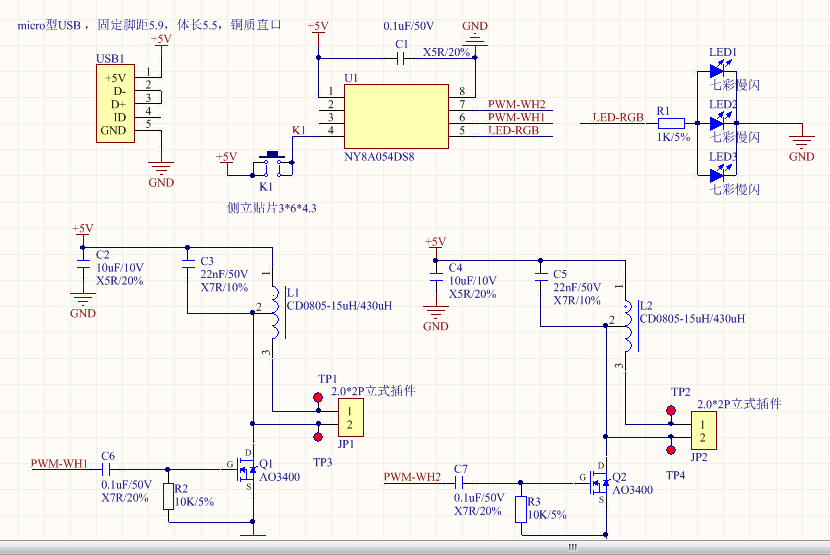 micro型USB ，固定脚距5.9，体长5.5，铜质直口
+5V
USB1
+5V 1
D- 2
D+ 3
ID 4
GND 5
GND
+5V
0.1uF/50V
C1
X5R/20%
GND
U1
1 8
2 7 PWM-WH2
3 6 PWM-WH1
K1 4 5 LED-RGB
NY8A054DS8
+5V
K1
侧立贴片3*6*4.3
LED1
七彩慢闪
LED2
七彩慢闪
LED3
七彩慢闪
LED-RGB
R1
1K/5%
GND
+5V
C2
10uF/10V
X5R/20%
GND
C3
22nF/50V
X7R/10%
1
2
3
L1
CD0805-15uH/430uH
TP1
2.0*2P立式插件
1
2
JP1
TP3
PWM-WH1
C6
0.1uF/50V
X7R/20%
R2
10K/5%
D
G
S
Q1
AO3400
+5V
C4
10uF/10V
X5R/20%
GND
C5
22nF/50V
X7R/10%
1
2
3
L2
CD0805-15uH/430uH
TP2
2.0*2P立式插件
1
2
JP2
TP4
PWM-WH2
C7
0.1uF/50V
X7R/20%
R3
10K/5%
D
G
S
Q2
AO3400